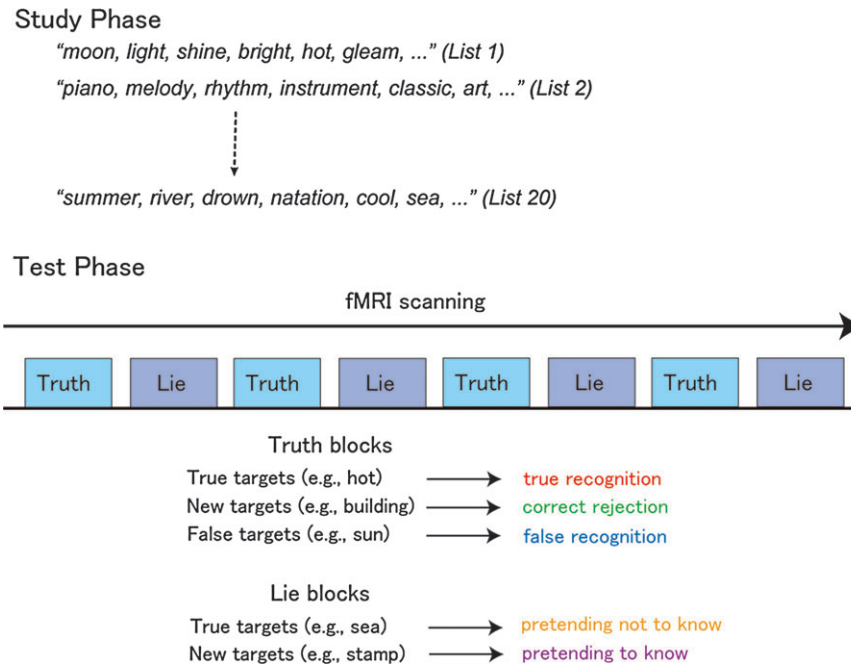 Study Phase
“moon, light, shine, bright, hot, gleam, ...” (List 1)
“piano, melody, rhythm, instrument, classic, art, ...” (List 2)
“summer, river, drown, natation, cool, sea, ...” (List 20)
Test Phase
fMRI scanning
Truth Lie Truth Lie Truth Lie Truth Lie
Truth blocks
True targets (e.g., hot) true recognition
New targets (e.g., building) correct rejection
False targets (e.g., sun) false recognition
Lie blocks
True targets (e.g., sea) pretending not to know
New targets (e.g., stamp) pretending to know